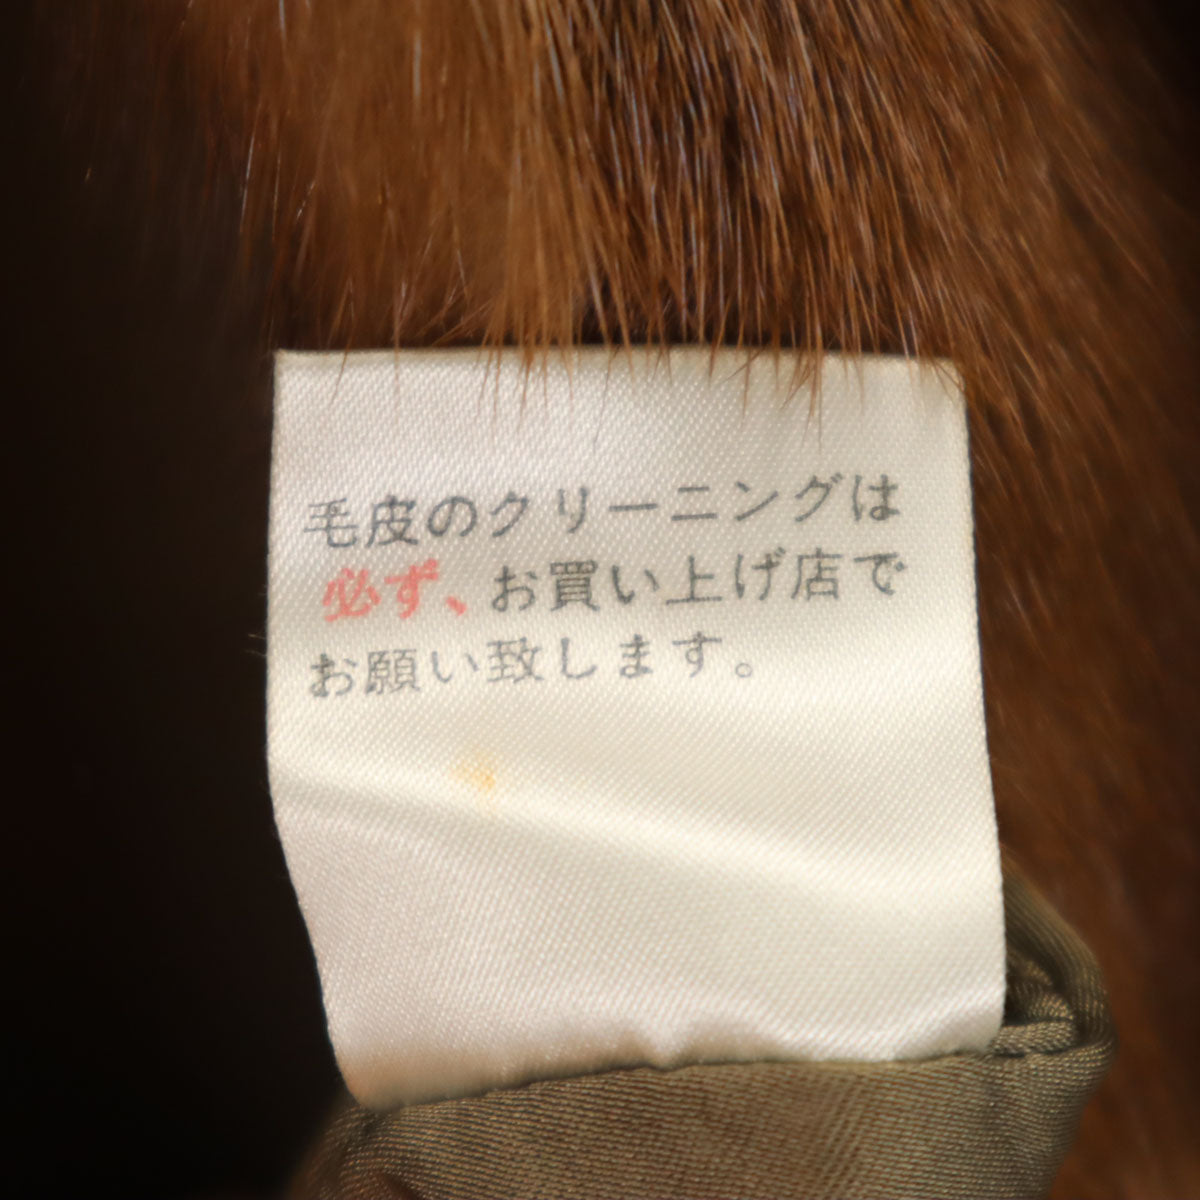 毛皮のクリーニングは
必ず、お買い上げ店で
お願い致します。